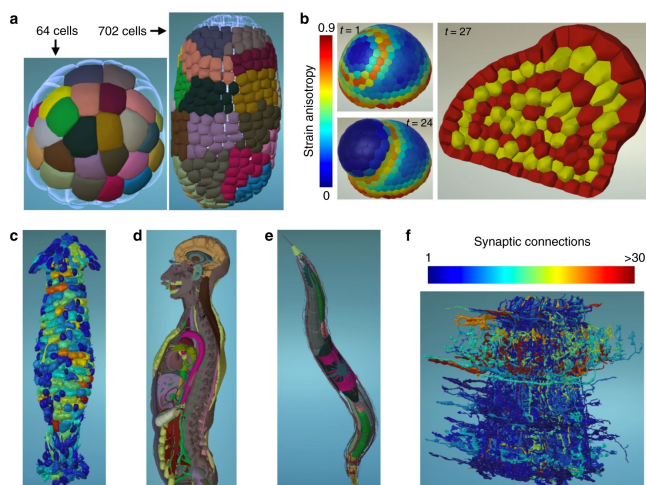 64 cells
702 cells
a
b
t = 1
t = 27
0.9
Strain anisotropy
t = 24
0
c
d
e
f
Synaptic connections
1
>30